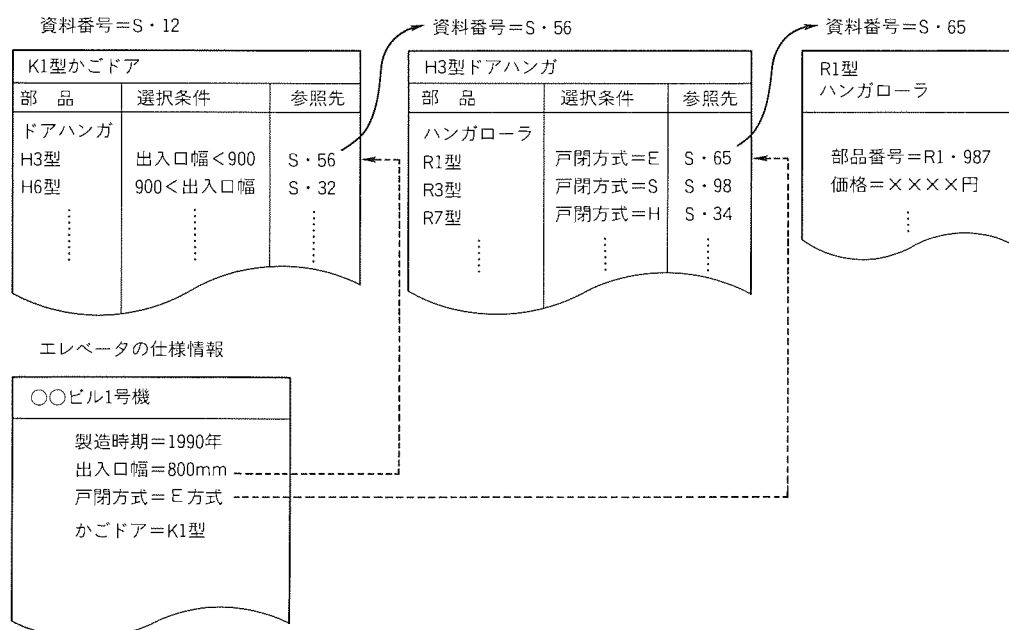 資料番号=S・12
K1型かごドア
部 品 選択条件 参照先
ドアハンガ
H3型 出入口幅<900 S・56
H6型 900<出入口幅 S・32
資料番号=S・56
H3型ドアハンガ
部 品 選択条件 参照先
ハンガローラ
R1型 戸閉方式=E S・65
R3型 戸閉方式=S S・98
R7型 戸閉方式=H S・34
資料番号=S・65
R1型
ハンガローラ
部品番号=R1・987
価格=××××円
エレベータの仕様情報
○○ビル1号機
製造時期=1990年
出入口幅=800mm
戸閉方式=E方式
かごドア=K1型